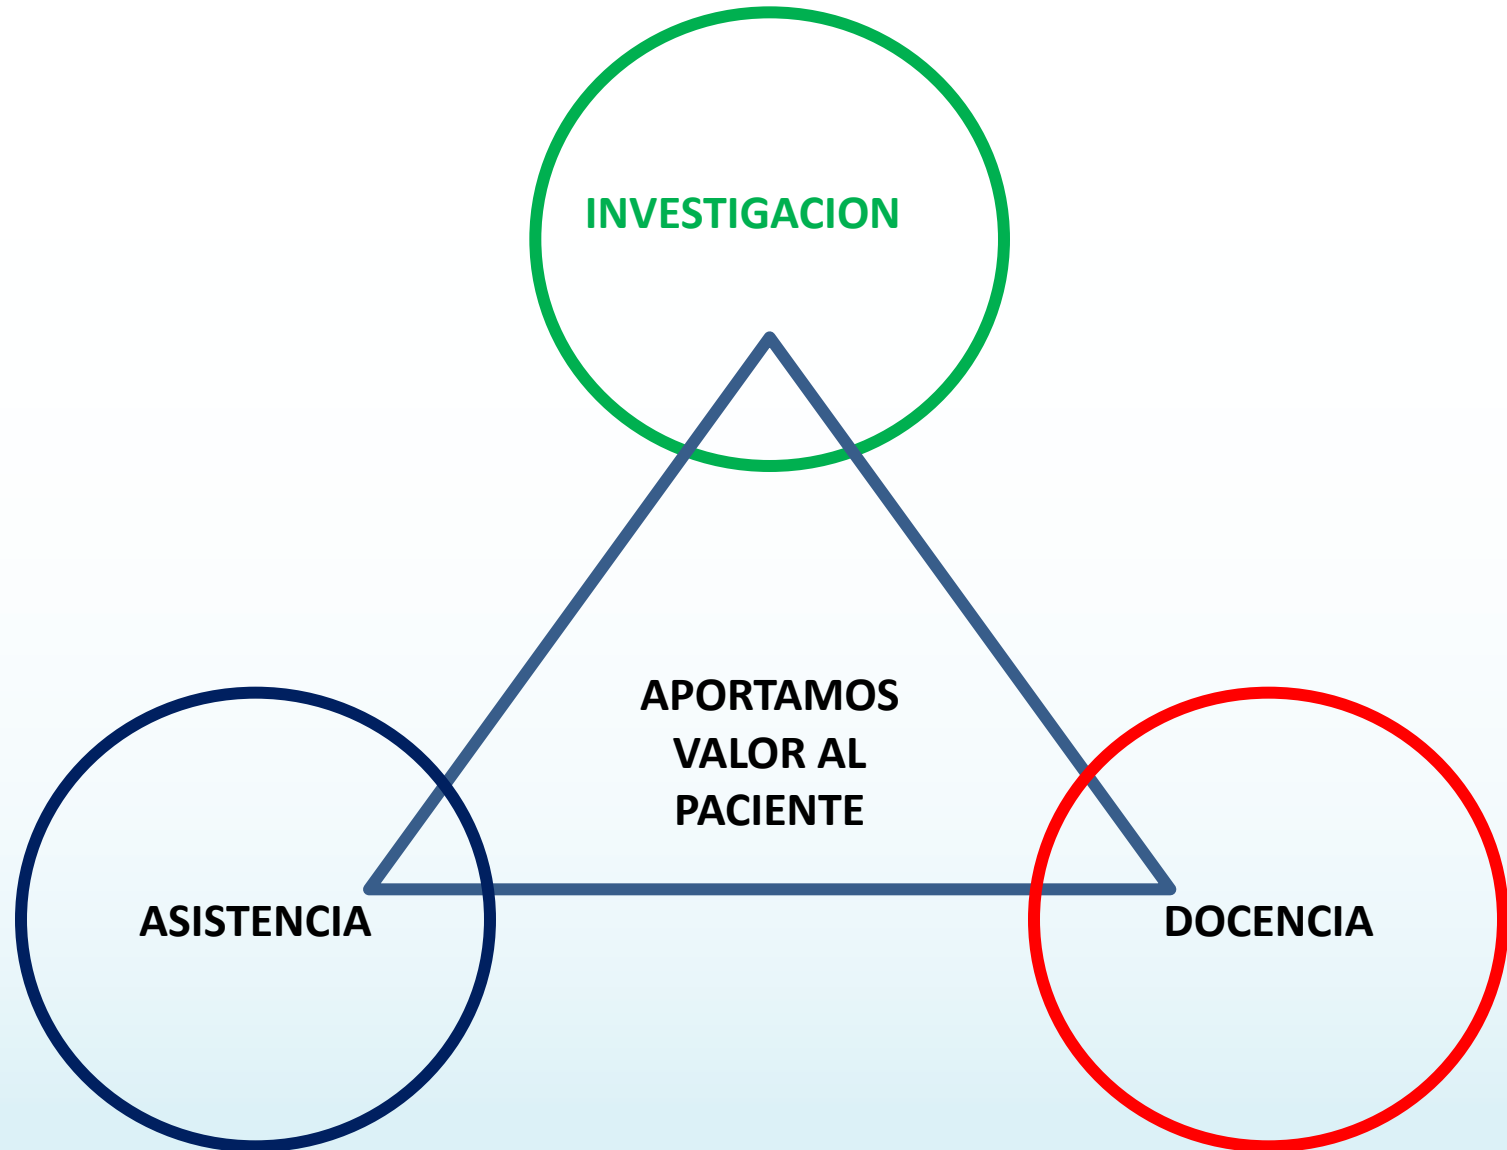 INVESTIGACION
APORTAMOS
VALOR AL
PACIENTE
ASISTENCIA
DOCENCIA